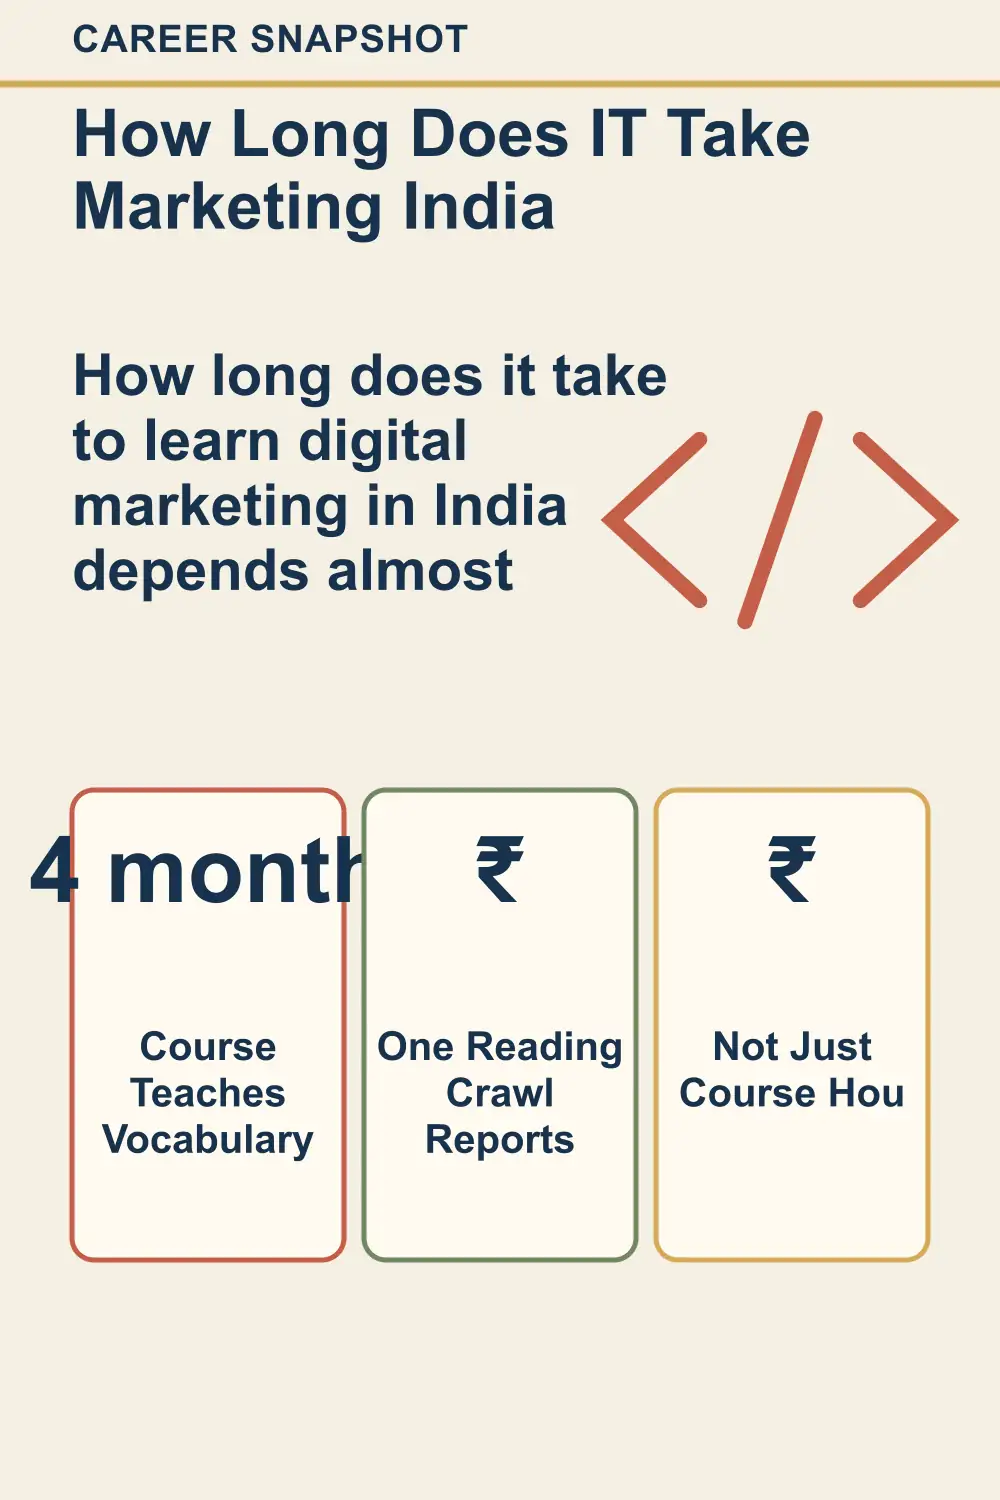 CAREER SNAPSHOT
How Long Does IT Take
Marketing India
How long does it take
to learn digital
marketing in India
depends almost
4 month
₹
₹
Course
Teaches
Vocabulary
One Reading
Crawl
Reports
Not Just
Course Hou